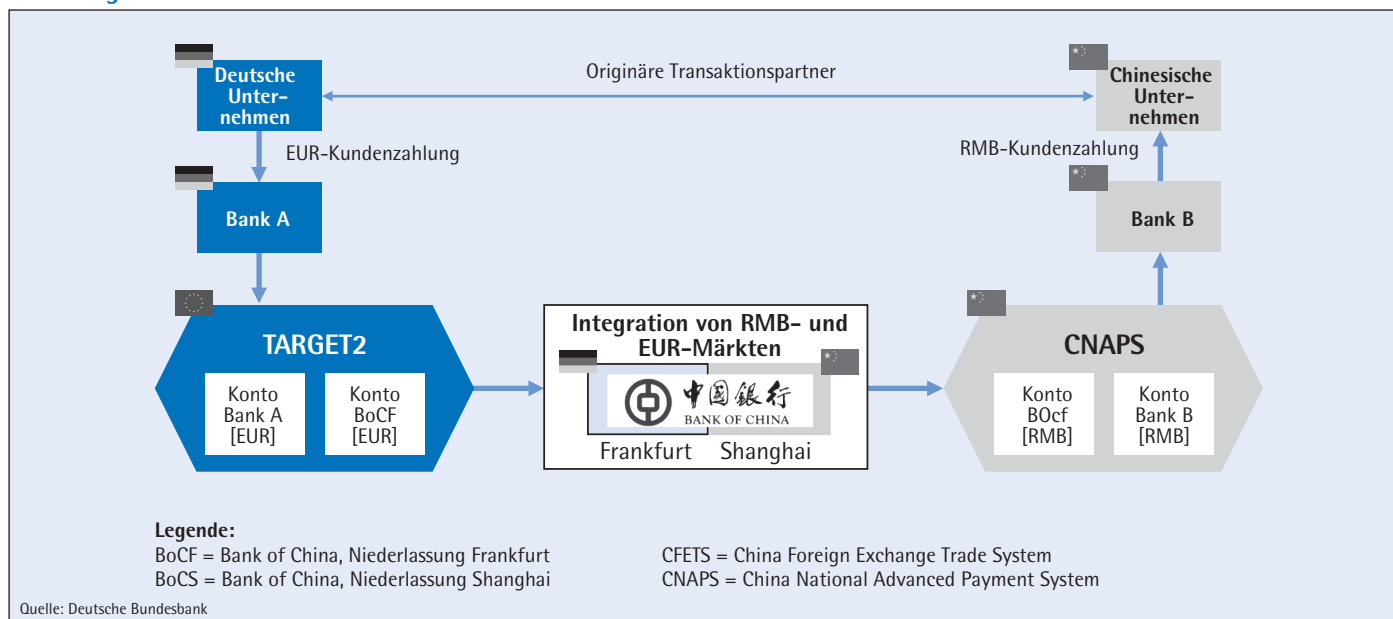 Originäre Transaktionspartner
Deutsche
Unter-
nehmen
Chinesische
Unter-
nehmen
EUR-Kundenzahlung
RMB-Kundenzahlung
Bank A
Bank B
TARGET2
Konto
Bank A
[EUR]
Konto
BoCF
[EUR]
Integration von RMB- und
EUR-Märkten
中國銀行
BANK OF CHINA
Frankfurt
Shanghai
CNAPS
Konto
BOcf
[RMB]
Konto
Bank B
[RMB]
Legende:
BoCF = Bank of China, Niederlassung Frankfurt
BoCS = Bank of China, Niederlassung Shanghai
CFETS = China Foreign Exchange Trade System
CNAPS = China National Advanced Payment System
Quelle: Deutsche Bundesbank